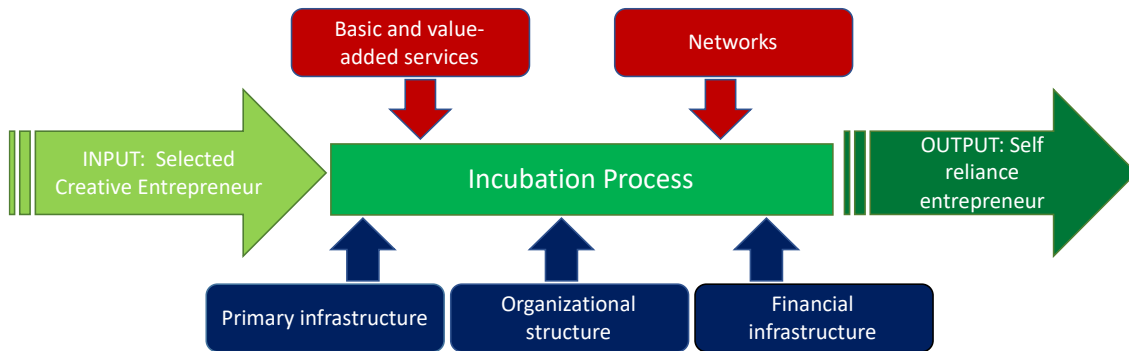 Basic and value-
added services
Networks
INPUT:  Selected
Creative Entrepreneur
Incubation Process
OUTPUT: Self
reliance
entrepreneur
Primary infrastructure
Organizational
structure
Financial
infrastructure